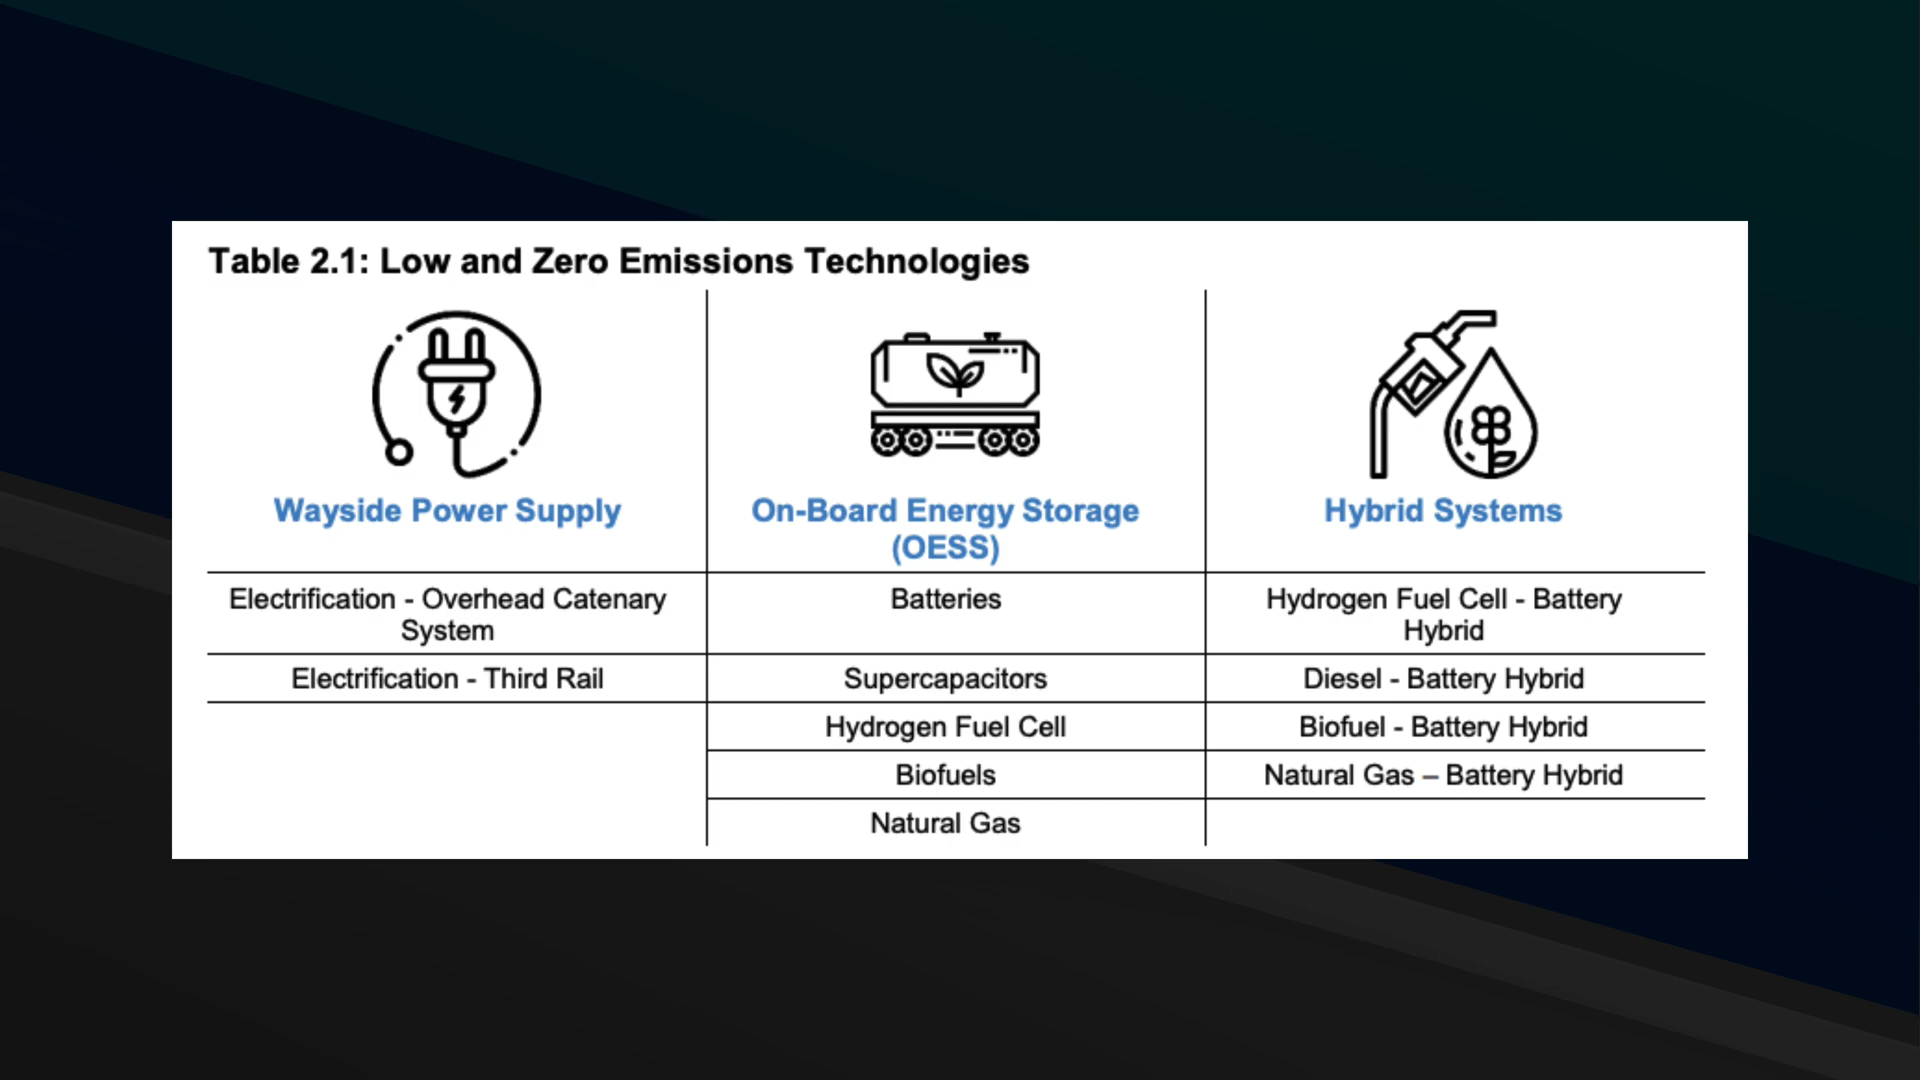 Table 2.1: Low and Zero Emissions Technologies
Wayside Power Supply
On-Board Energy Storage
(OESS)
Hybrid Systems
Electrification - Overhead Catenary
System
Batteries
Hydrogen Fuel Cell - Battery
Hybrid
Electrification - Third Rail
Supercapacitors
Diesel - Battery Hybrid
Hydrogen Fuel Cell
Biofuel - Battery Hybrid
Biofuels
Natural Gas – Battery Hybrid
Natural Gas